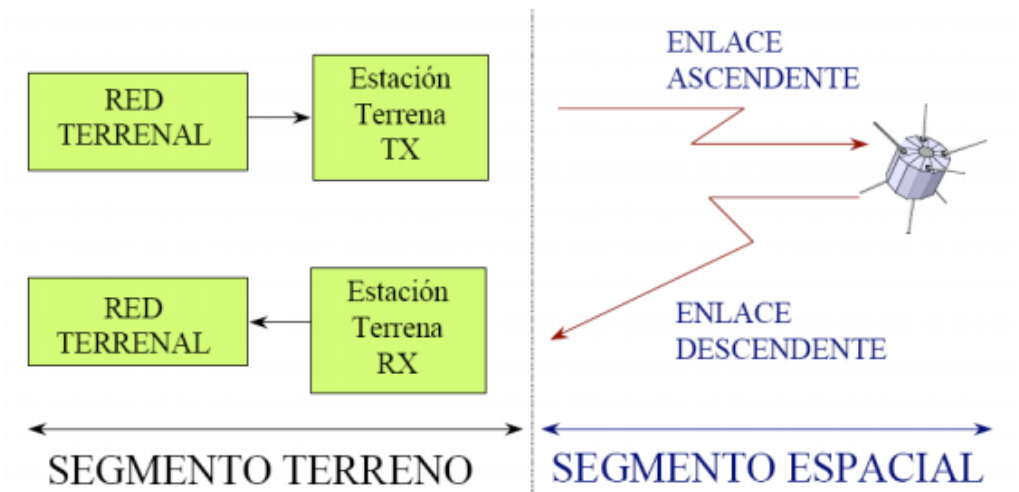 RED
TERRENAL
Estación
Terrena
TX
ENLACE
ASCENDENTE
RED
TERRENAL
Estación
Terrena
RX
ENLACE
DESCENDENTE
SEGMENTO TERRENO
SEGMENTO ESPACIAL